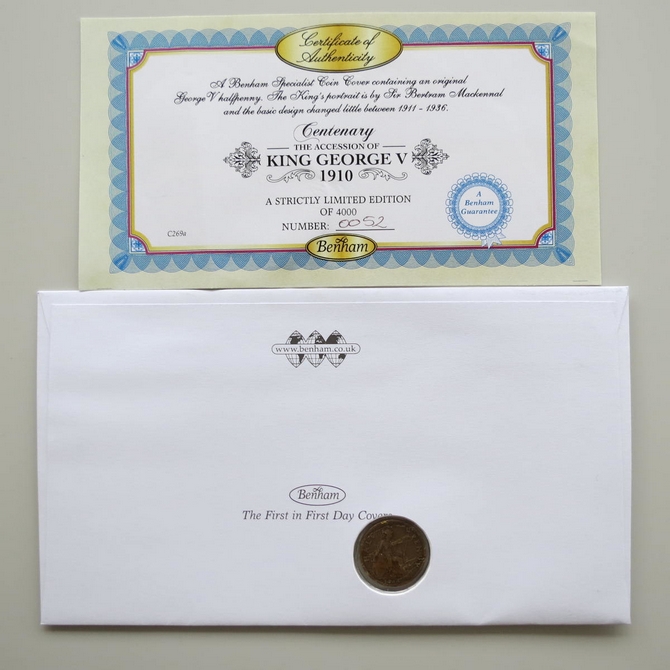 Certificate of
Authenticity
A Benham Specialist Coin Cover containing an original
George V halfpenny. The King's portrait is by Sir Bertram Mackennal
and the basic design changed little between 1911 - 1936.
Centenary
THE ACCESSION OF
KING GEORGE V
1910
A STRICTLY LIMITED EDITION
OF 4000
NUMBER: 0052
A
Benham
Guarantee
C269a
Benham
www.benham.co.uk
Benham
The First in First Day Covers